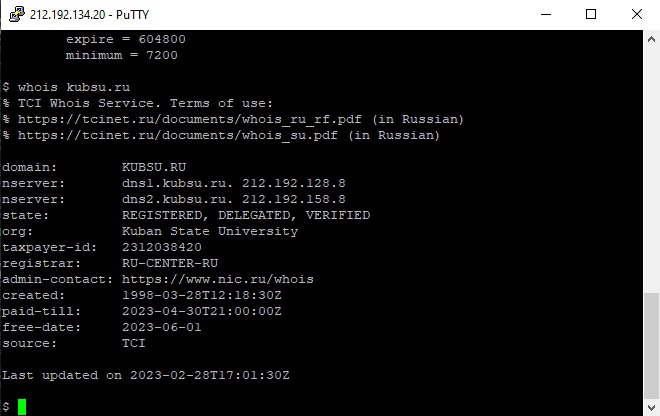 212.192.134.20 - PuTTY
expire = 604800
minimum = 7200
$ whois kubsu.ru
% TCI Whois Service. Terms of use:
% https://tcinet.ru/documents/whois_ru_rf.pdf (in Russian)
% https://tcinet.ru/documents/whois_su.pdf (in Russian)
domain:        KUBSU.RU
nserver:       dns1.kubsu.ru. 212.192.128.8
nserver:       dns2.kubsu.ru. 212.192.158.8
state:         REGISTERED, DELEGATED, VERIFIED
org:           Kuban State University
taxpayer-id:   2312038420
registrar:     RU-CENTER-RU
admin-contact: https://www.nic.ru/whois
created:       1998-03-28T12:18:30Z
paid-till:     2023-04-30T21:00:00Z
free-date:     2023-06-01
source:        TCI
Last updated on 2023-02-28T17:01:30Z
$